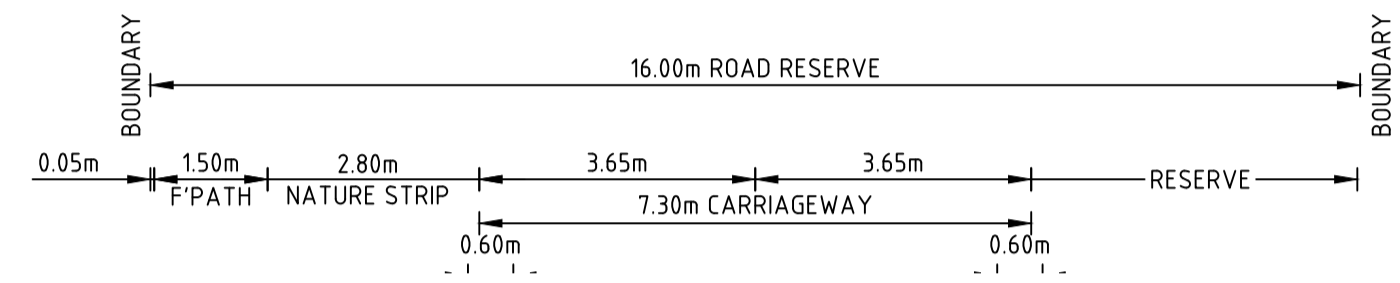 BOUNDARY
16.00m ROAD RESERVE
BOUNDARY
0.05m
1.50m
2.80m
3.65m
3.65m
F'PATH
NATURE STRIP
RESERVE
7.30m CARRIAGEWAY
0.60m
0.60m